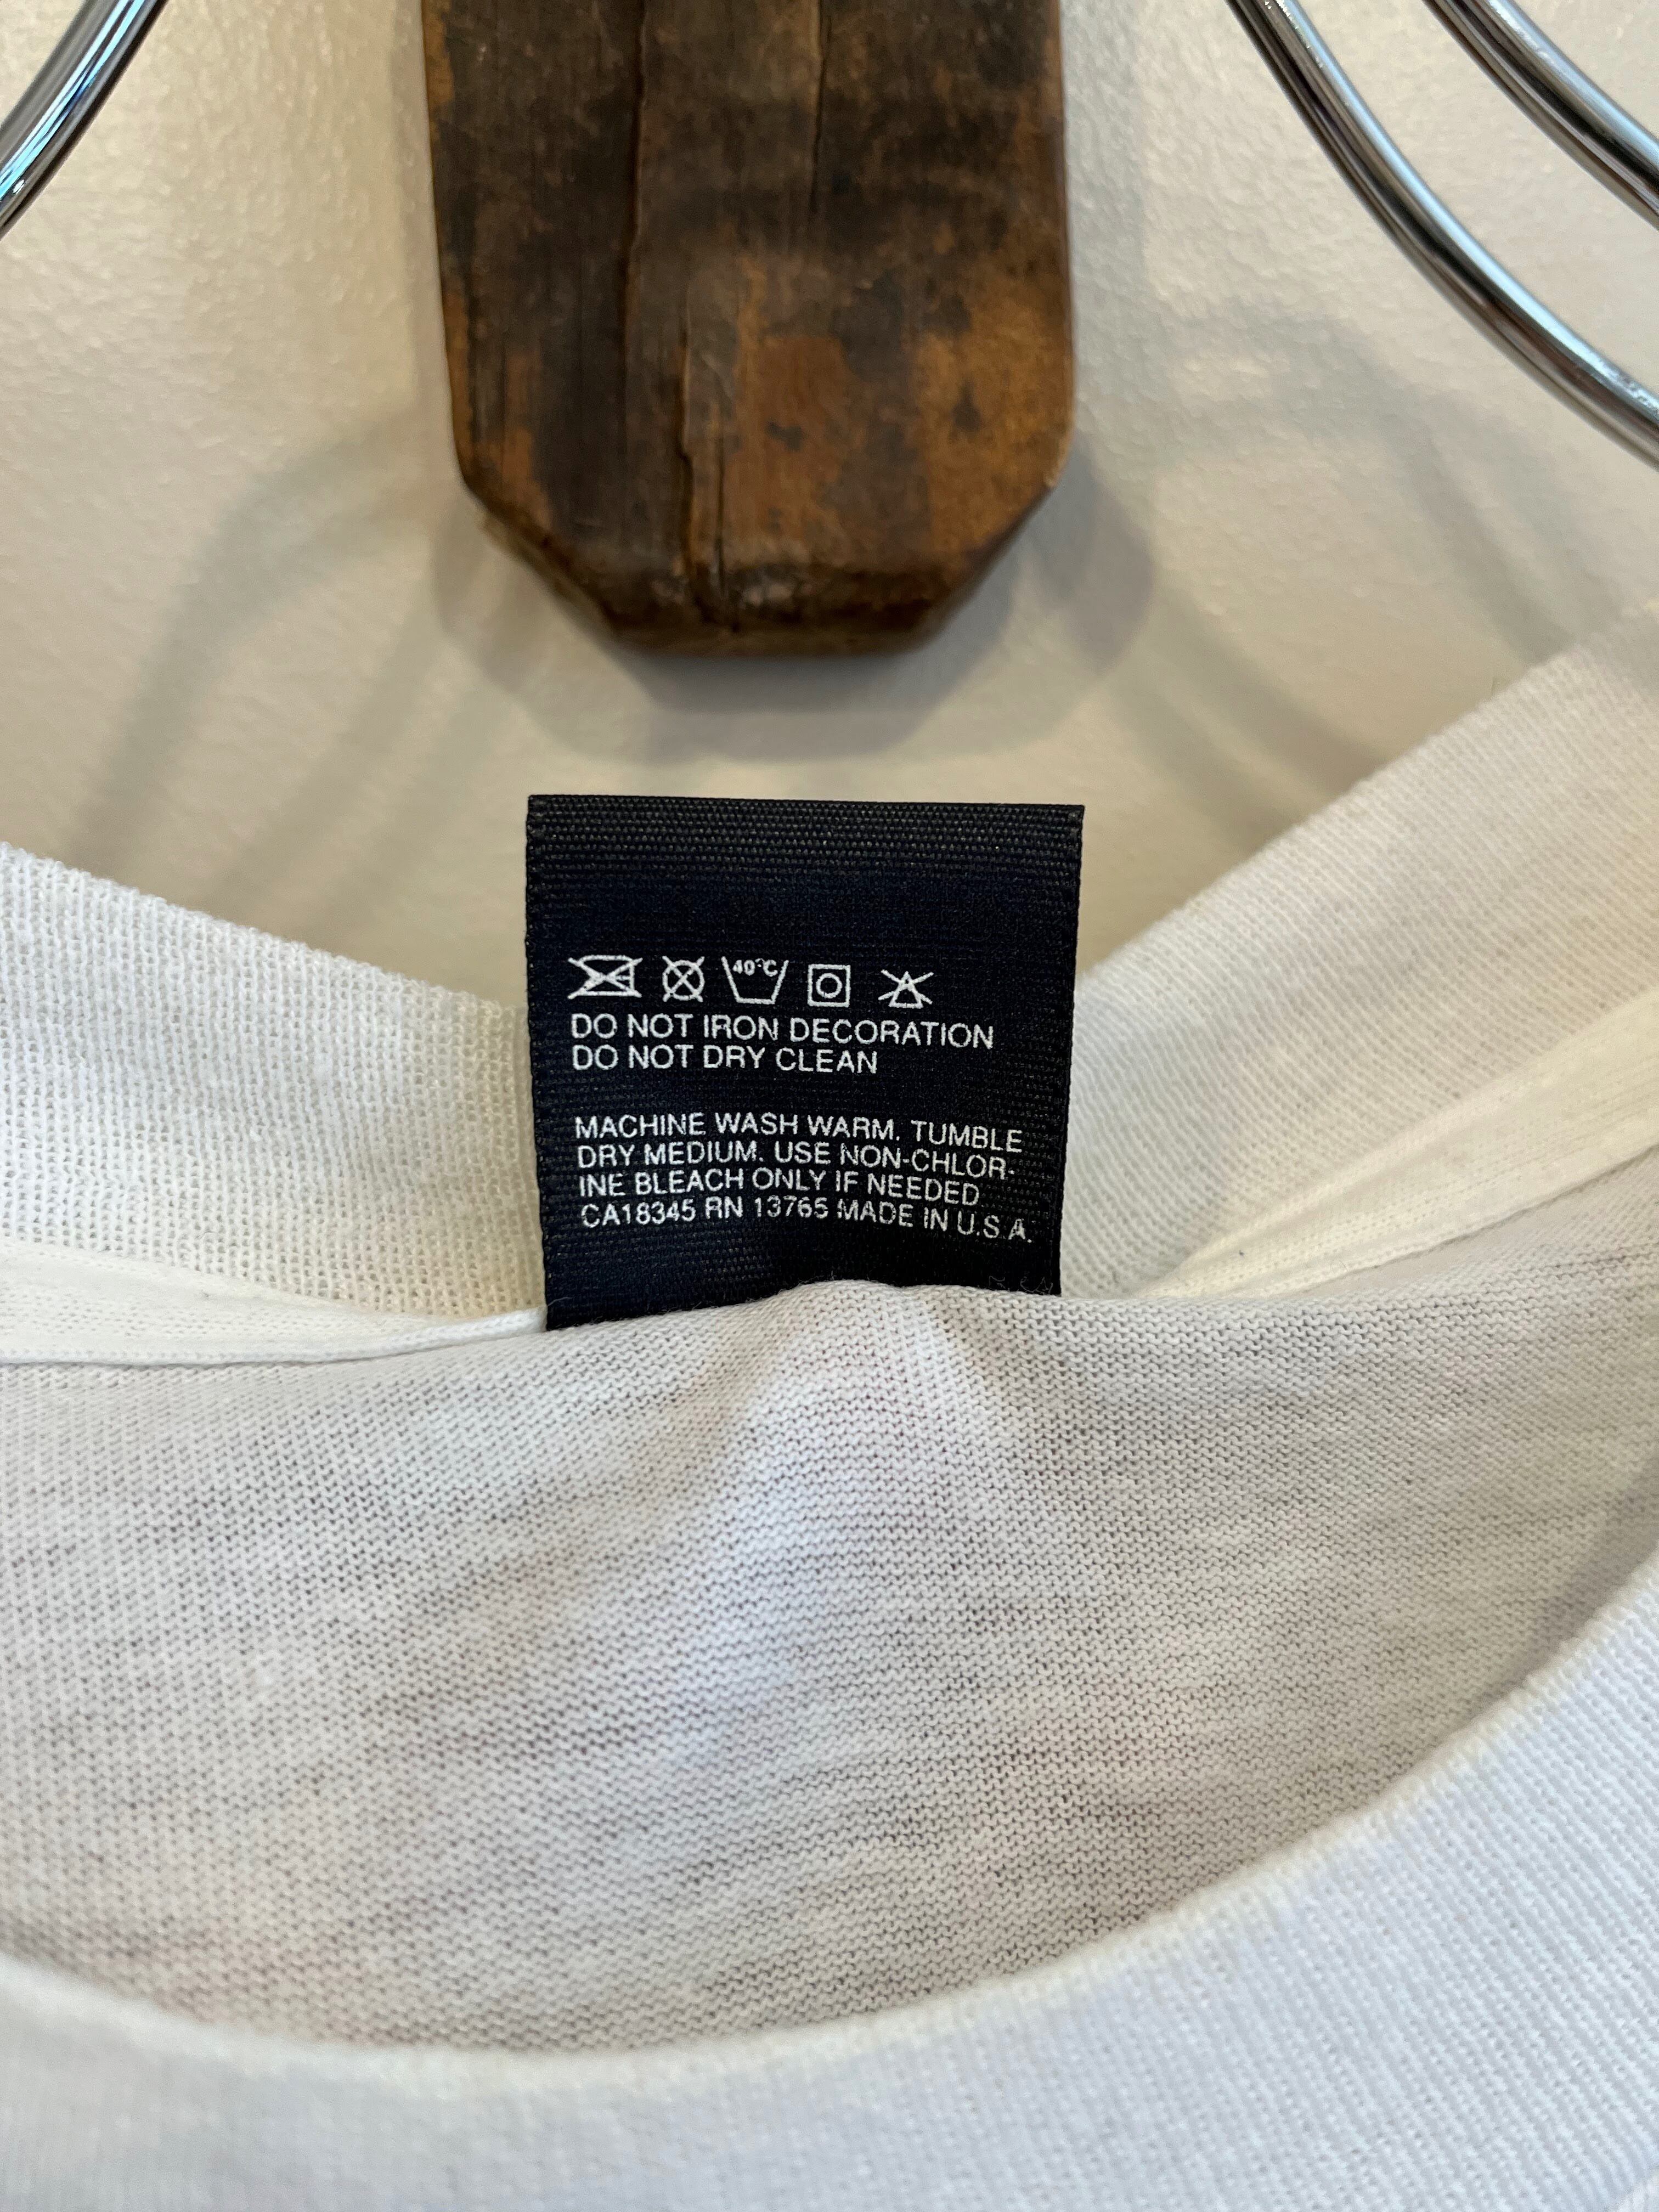 40°C
DO NOT IRON DECORATION
DO NOT DRY CLEAN
MACHINE WASH WARM. TUMBLE
DRY MEDIUM. USE NON-CHLOR-
INE BLEACH ONLY IF NEEDED
CA18345 RN 13765 MADE IN U.S.A.